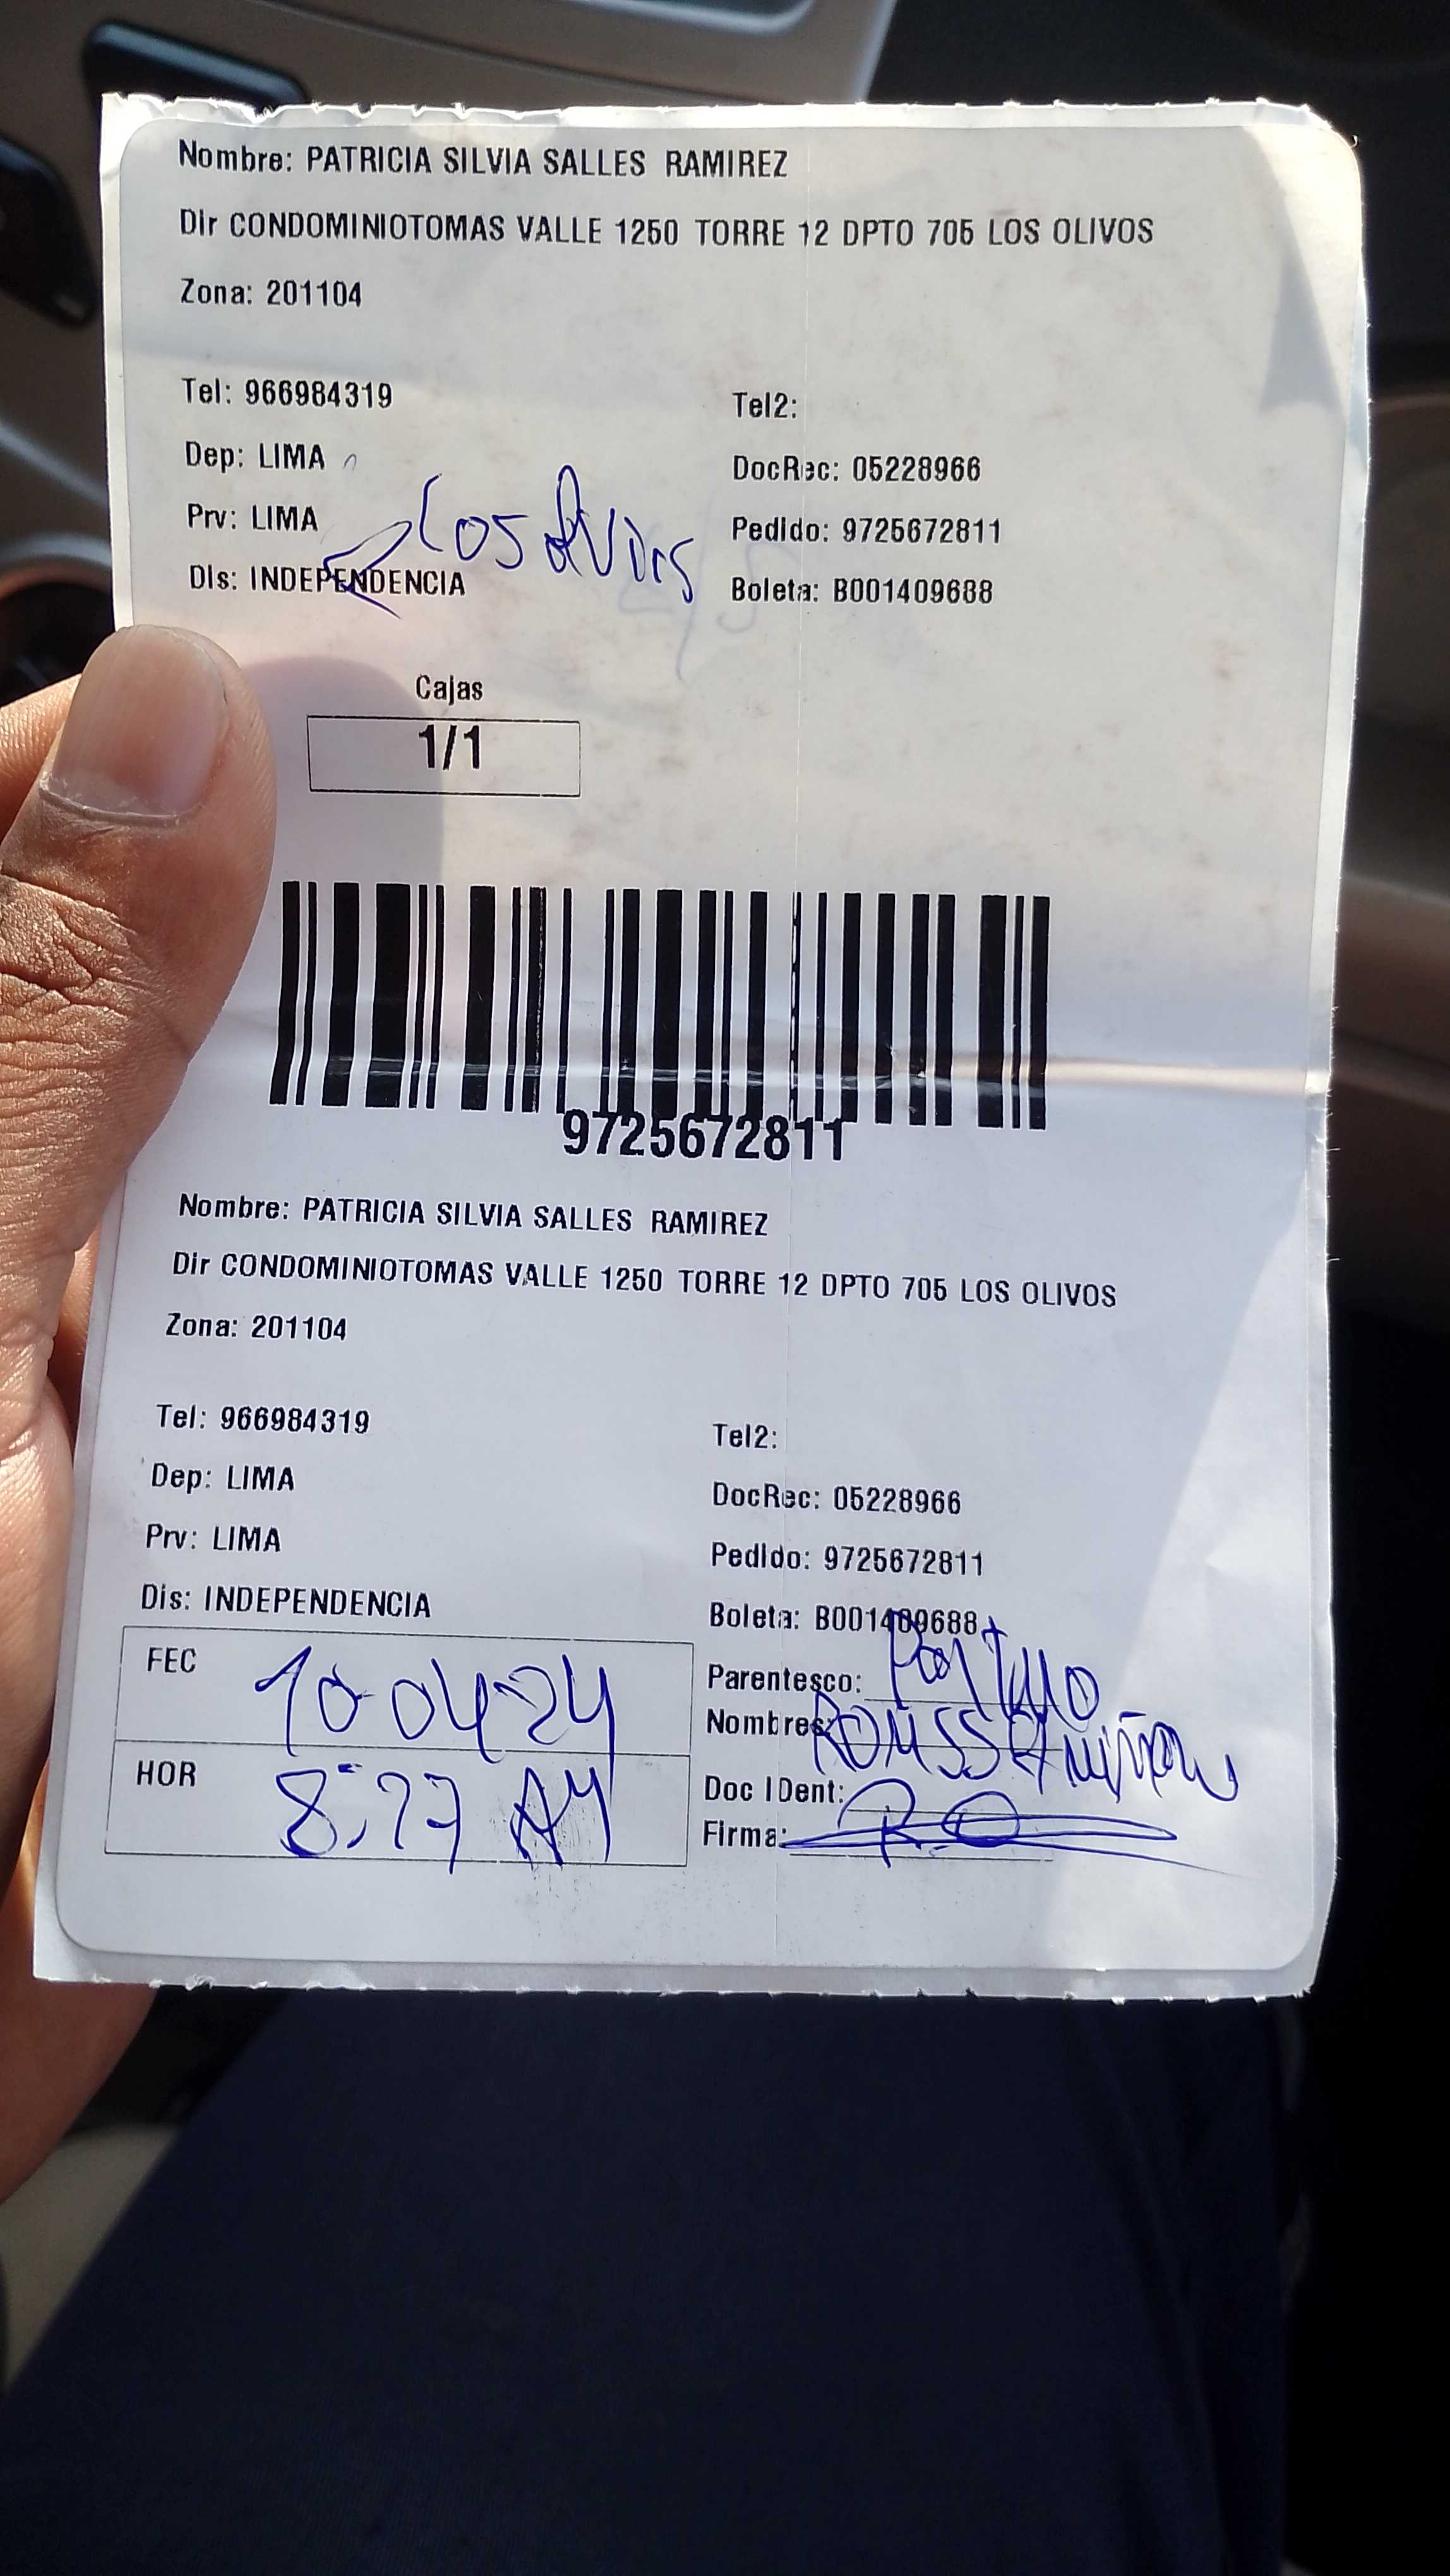 Nombre: PATRICIA SILVIA SALLES RAMIREZ
Dir CONDOMINIOTOMAS VALLE 1250 TORRE 12 DPTO 705 LOS OLIVOS
Zona: 201104
Tel: 966984319
Tel2:
Dep: LIMA
DocRec: 05228966
Prv: LIMA
Los Olivos
Pedido: 9725672811
Dis: INDEPENDENCIA
Boleta: B001409688
Cajas
1/1
9725672811
Nombre: PATRICIA SILVIA SALLES RAMIREZ
Dir CONDOMINIOTOMAS VALLE 1250 TORRE 12 DPTO 705 LOS OLIVOS
Zona: 201104
Tel: 966984319
Tel2:
Dep: LIMA
DocRec: 05228966
Prv: LIMA
Pedido: 9725672811
Dis: INDEPENDENCIA
Boleta: B001409688
FEC 10-04-24
Parentesco:
Nombres:
HOR
Doc IDent:
Firma: